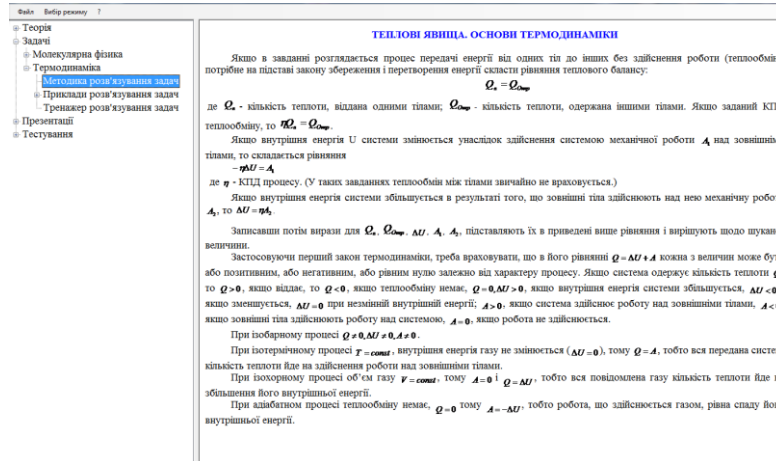 Файл Вибір режиму ?
Теорія
Задачі
Молекулярна фізика
Термодинаміка
Методика розв'язування задач
Приклади розв'язування задач
Тренажер розв'язування задач
Презентації
Тестування
ТЕПЛОВІ ЯВИЩА. ОСНОВИ ТЕРМОДИНАМІКИ
Якщо в завданні розглядається процес передачі енергії від одних тіл до інших без здійснення роботи (теплообмін
потрібне на підставі закону збереження і перетворення енергії скласти рівняння теплового балансу:
Qп = QОтр
де Qп - кількість теплоти, віддана одними тілами; QОтр - кількість теплоти, одержана іншими тілами. Якщо заданий КП
теплообміну, то ηQп = QОтр.
Якщо внутрішня енергія U системи змінюється унаслідок здійснення системою механічної роботи A₁ над зовнішнім
тілами, то складається рівняння
−ηΔU = A₁
де η - КПД процесу. (У таких завданнях теплообмін між тілами звичайно не враховується.)
Якщо внутрішня енергія системи збільшується в результаті того, що зовнішні тіла здійснюють над нею механічну робо
A₂, то ΔU = ηA₂.
Записавши потім вирази для Qп, QОтр, ΔU, A₁, A₂, підставляють їх в приведені вище рівняння і вирішують щодо шукано
величини.
Застосовуючи перший закон термодинаміки, треба враховувати, що в його рівнянні Q = ΔU + A кожна з величин може бут
або позитивним, або негативним, або рівним нулю залежно від характеру процесу. Якщо система одержує кількість теплоти Q
то Q > 0, якщо віддає, то Q < 0, якщо теплообміну немає, Q = 0, ΔU > 0, якщо внутрішня енергія системи збільшується, ΔU < 0
якщо зменшується, ΔU = 0 при незмінній внутрішній енергії; A > 0, якщо система здійснює роботу над зовнішніми тілами, A <
якщо зовнішні тіла здійснюють роботу над системою, A = 0, якщо робота не здійснюється.
При ізобарному процесі Q ≠ 0, ΔU ≠ 0, A ≠ 0.
При ізотермічному процесі T = const, внутрішня енергія газу не змінюється (ΔU = 0), тому Q = A, тобто вся передана систем
кількість теплоти йде на здійснення роботи над зовнішніми тілами.
При ізохорному процесі об'єм газу V = const, тому A = 0 і Q = ΔU, тобто вся повідомлена газу кількість теплоти йде н
збільшення його внутрішньої енергії.
При адіабатном процесі теплообміну немає, Q = 0 тому A = −ΔU, тобто робота, що здійснюється газом, рівна спаду йог
внутрішньої енергії.